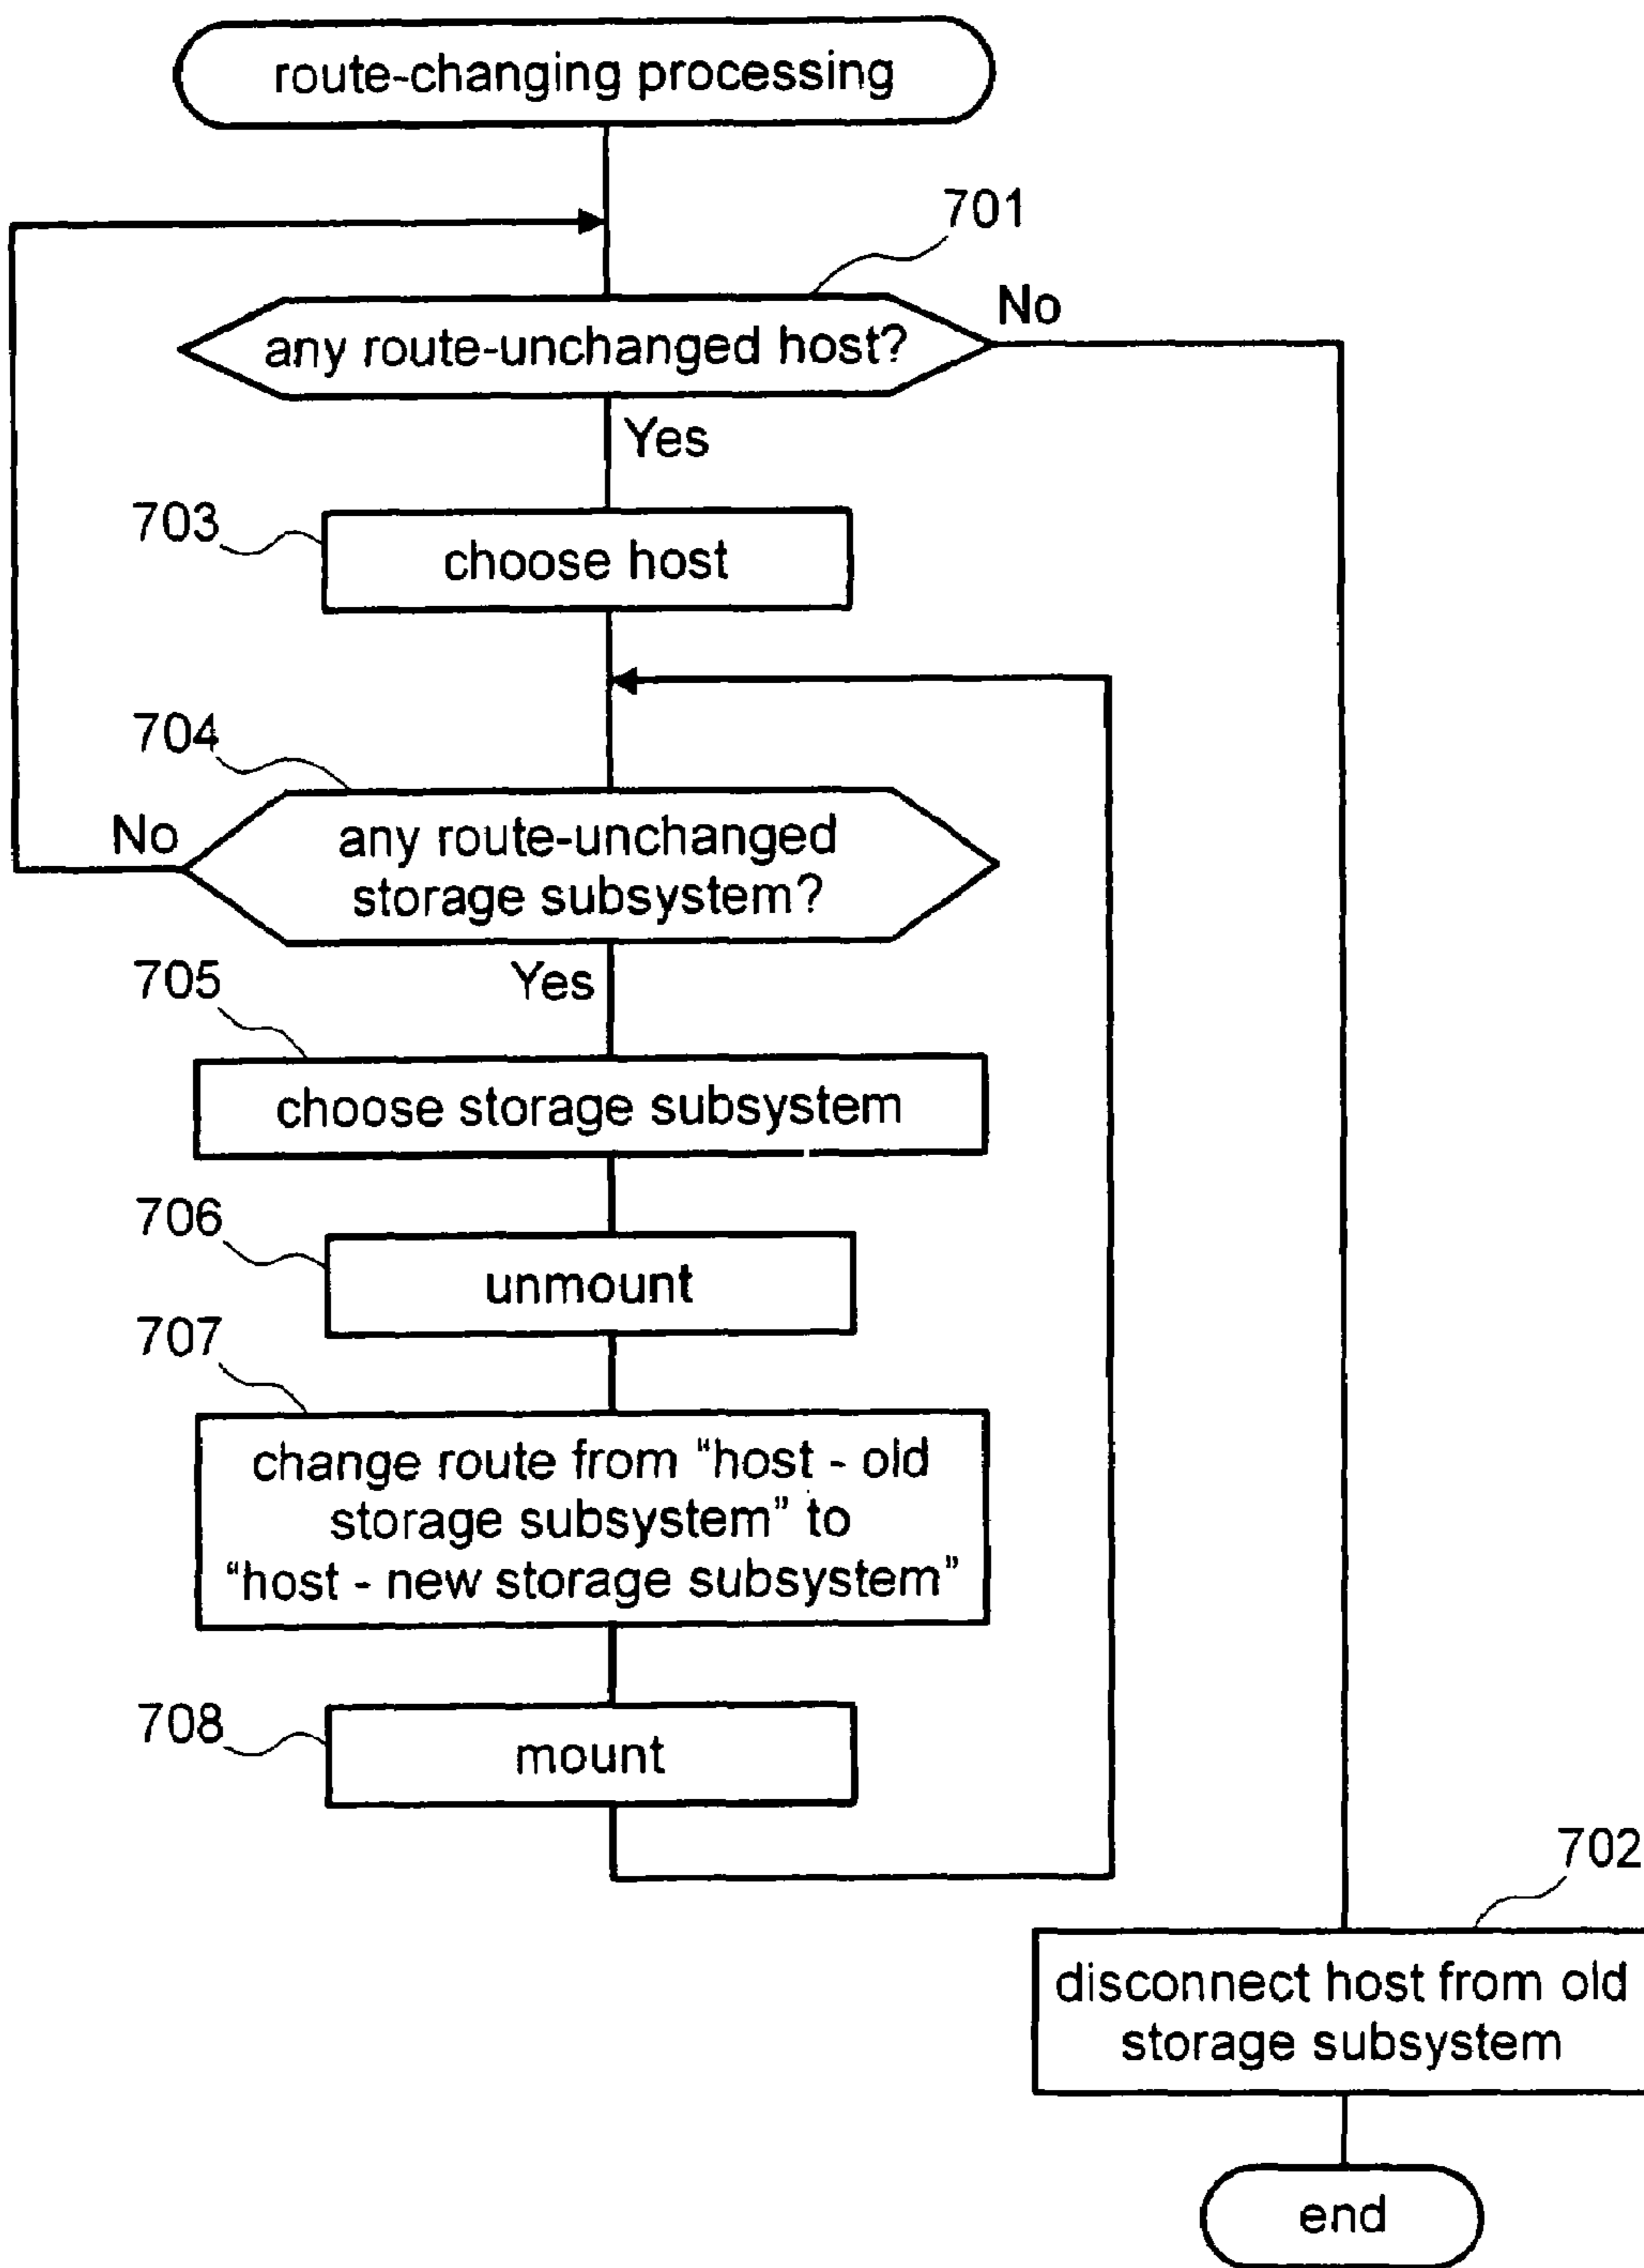 route-changing processing
701
No
any route-unchanged host?
Yes
703
choose host
704
No
any route-unchanged
storage subsystem?
Yes
705
choose storage subsystem
706
unmount
707
change route from “host - old
storage subsystem” to
“host - new storage subsystem”
708
mount
702
disconnect host from old
storage subsystem
end